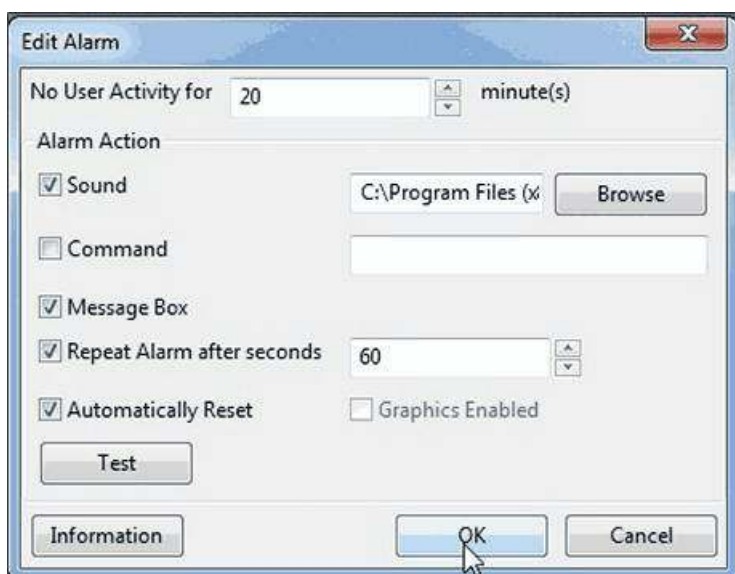 Edit Alarm
No User Activity for 20 minute(s)
Alarm Action
Sound C:\Program Files (x Browse
Command
Message Box
Repeat Alarm after seconds 60
Automatically Reset Graphics Enabled
Test
Information OK Cancel